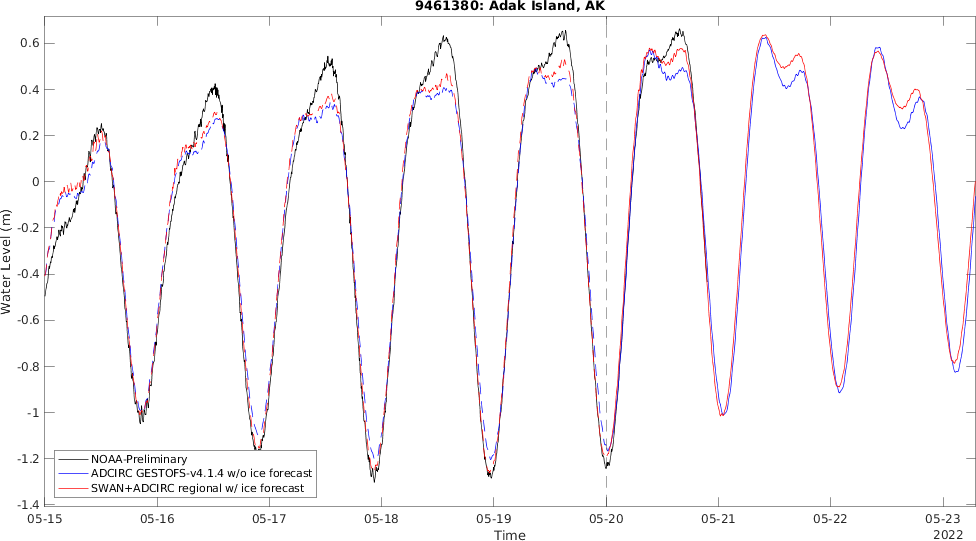 9461380: Adak Island, AK
Water Level (m)
0.6
0.4
0.2
0
-0.2
-0.4
-0.6
-0.8
-1
-1.2
-1.4
NOAA-Preliminary
ADCIRC GESTOFS-v4.1.4 w/o ice forecast
SWAN+ADCIRC regional w/ ice forecast
05-15 05-16 05-17 05-18 05-19 05-20 05-21 05-22 05-23
Time
2022